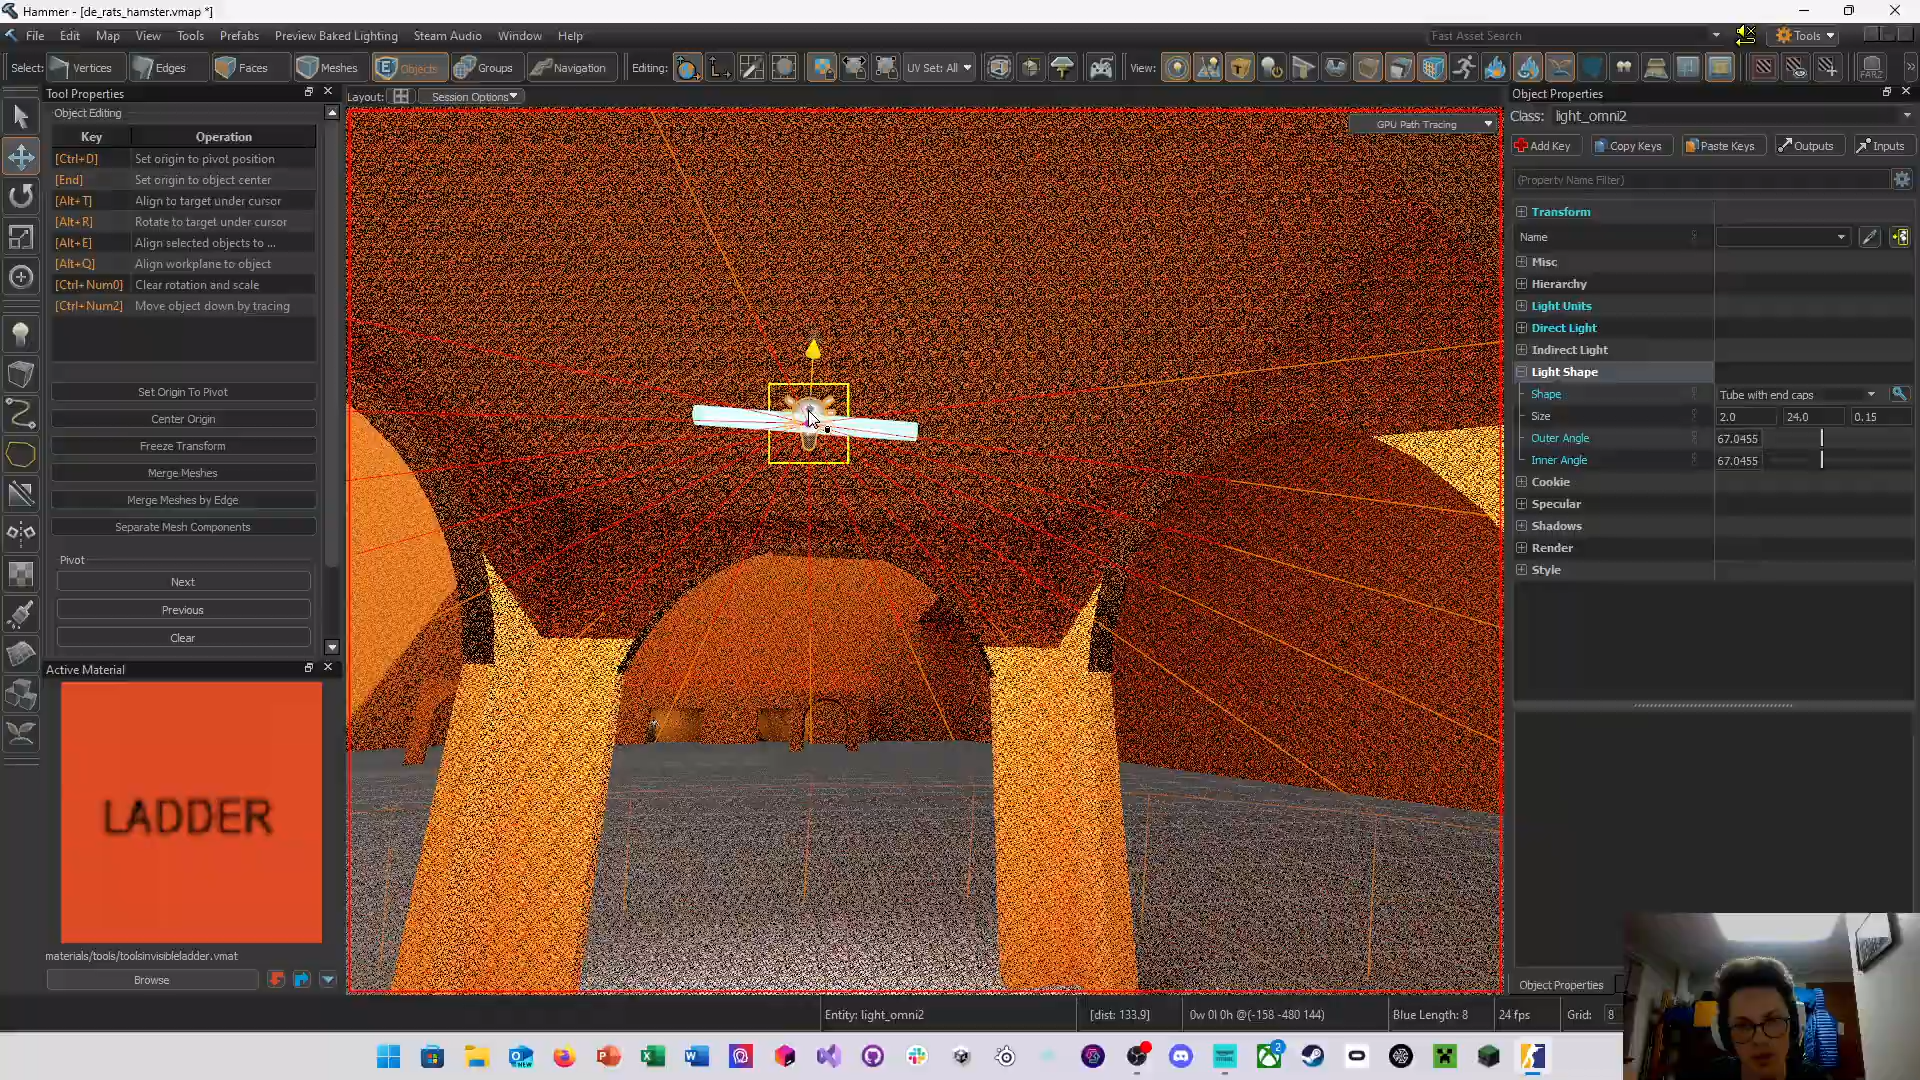 Hammer - [de_rats_hamster.vmap *]
File Edit Map View Tools Prefabs Preview Baked Lighting Steam Audio Window Help
Fast Asset Search
Tools
Select: Vertices Edges Faces Meshes Objects Groups Navigation Editing: UV Set: All View:
FAR Z
Tool Properties
Object Editing
Key Operation
[Ctrl+D] Set origin to pivot position
[End] Set origin to object center
[Alt+T] Align to target under cursor
[Alt+R] Rotate to target under cursor
[Alt+E] Align selected objects to ...
[Alt+Q] Align workplane to object
[Ctrl+Num0] Clear rotation and scale
[Ctrl+Num2] Move object down by tracing
Set Origin To Pivot
Center Origin
Freeze Transform
Merge Meshes
Merge Meshes by Edge
Separate Mesh Components
Pivot
Next
Previous
Clear
Active Material
LADDER
materials/tools/toolsinvisibleladder.vmat
Browse
Layout: Session Options
GPU Path Tracing
Object Properties
Class: light_omni2
Add Key Copy Keys Paste Keys Outputs Inputs
(Property Name Filter)
Transform
Name
Misc
Hierarchy
Light Units
Direct Light
Indirect Light
Light Shape
Shape Tube with end caps
Size 2.0 24.0 0.15
Outer Angle 67.0455
Inner Angle 67.0455
Cookie
Specular
Shadows
Render
Style
Object Properties
Entity: light_omni2 [dist: 133.9] 0w 0l 0h @(-158 -480 144) Blue Length: 8 24 fps Grid: 8
NEW
2